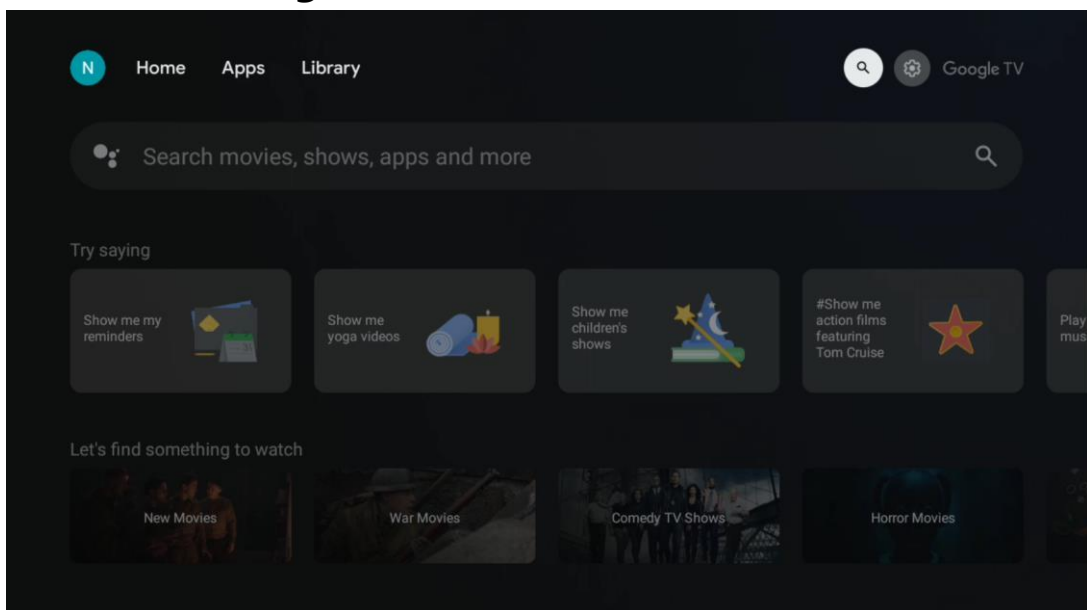 N
Home
Apps
Library
Google TV
Search movies, shows, apps and more
Try saying
Show me my
reminders
Show me
yoga videos
Show me
children's
shows
#Show me
action films
featuring
Tom Cruise
Play
mus
Let's find something to watch
New Movies
War Movies
Comedy TV Shows
Horror Movies